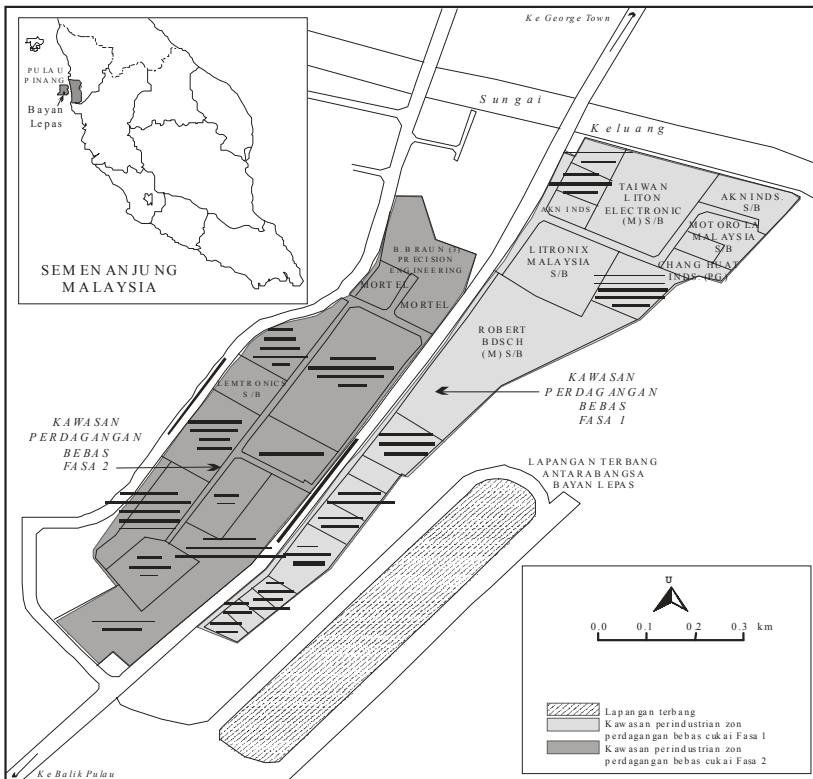 Ke George Town
PULAU
PINANG
Bayan
Lepas
SEMENANJUNG
MALAYSIA
Sungai
Keluang
TAIWAN
LITON
ELECTRONIC
(M) S/B
AKN INDS.
S/B
AKN INDS
MOTOROLA
MALAYSIA
S/B
LITRONIX
MALAYSIA
S/B
CHANG HUAT
INDS. (PG)
B.BRAUN (3)
PRECISION
ENGINEERING
MORTEL
MORTEL
ROBERT
BDSCH
(M) S/B
LEMTRONICS
S/B
KAWASAN
PERDAGANGAN
BEBAS
FASA 1
KAWASAN
PERDAGANGAN
BEBAS
FASA 2
LAPANGAN TERBANG
ANTARABANGSA
BAYAN LEPAS
U
0.0 0.1 0.2 0.3 km
Lapangan terbang
Kawasan perindustrian zon
perdagangan bebas cukai Fasa 1
Kawasan perindustrian zon
perdagangan bebas cukai Fasa 2
Ke Balik Pulau